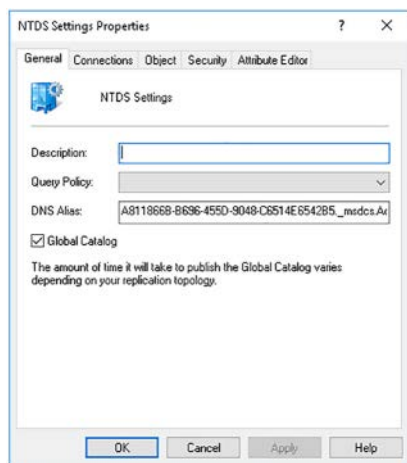 NTDS Settings Properties
? ×
General Connections Object Security Attribute Editor
NTDS Settings
Description:
Query Policy:
DNS Alias: A811866B-B696-455D-9048-C6514E6542B5._msdcs.Ac
Global Catalog
The amount of time it will take to publish the Global Catalog varies
depending on your replication topology.
OK Cancel Apply Help